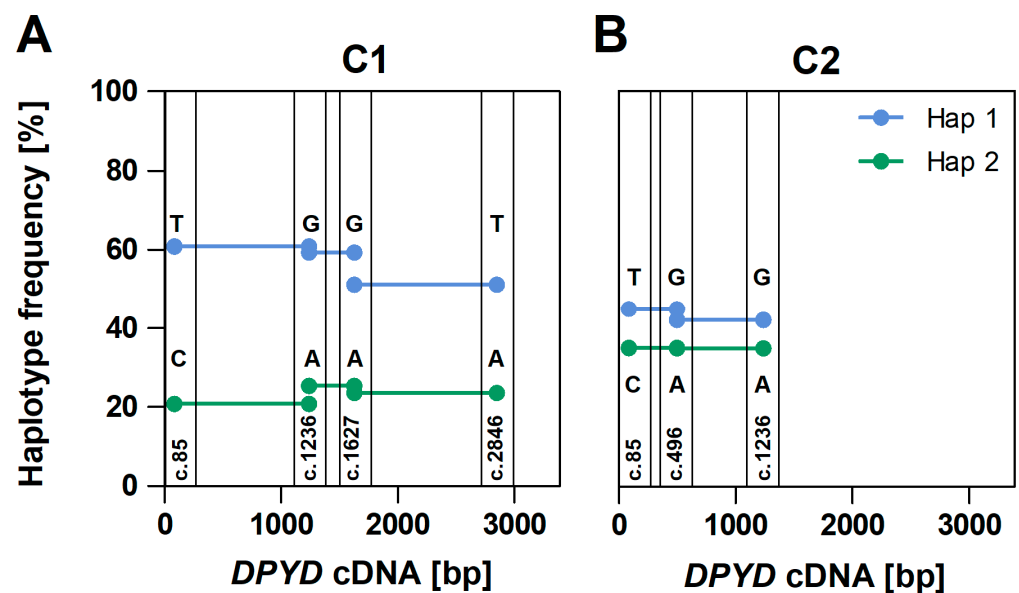 A
C1
Haplotype frequency [%]
100
80
60
40
20
0
T
G
G
T
C
A
A
A
c.85
c.1236
c.1627
c.2846
0
1000
2000
3000
DPYD cDNA [bp]
B
C2
Hap 1
Hap 2
T
G
G
C
A
A
c.85
c.496
c.1236
0
1000
2000
3000
DPYD cDNA [bp]